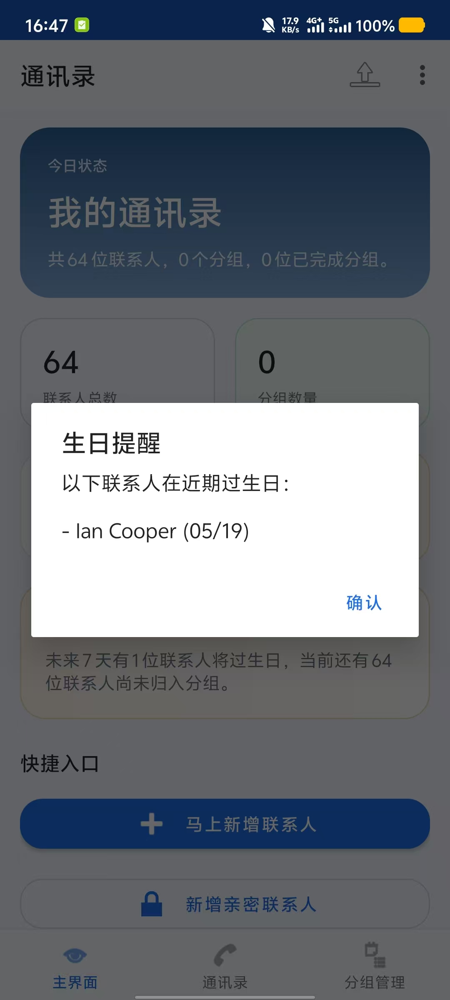 16:47
17.9 KB/s 4G+ 5G 100%
通讯录
今日状态
我的通讯录
共64位联系人，0个分组，0位已完成分组。
64
0
联系人总数
分组数量
生日提醒
以下联系人在近期过生日：
- Ian Cooper (05/19)
确认
未来7天有1位联系人将过生日，当前还有64
位联系人尚未归入分组。
快捷入口
马上新增联系人
新增亲密联系人
主界面
通讯录
分组管理